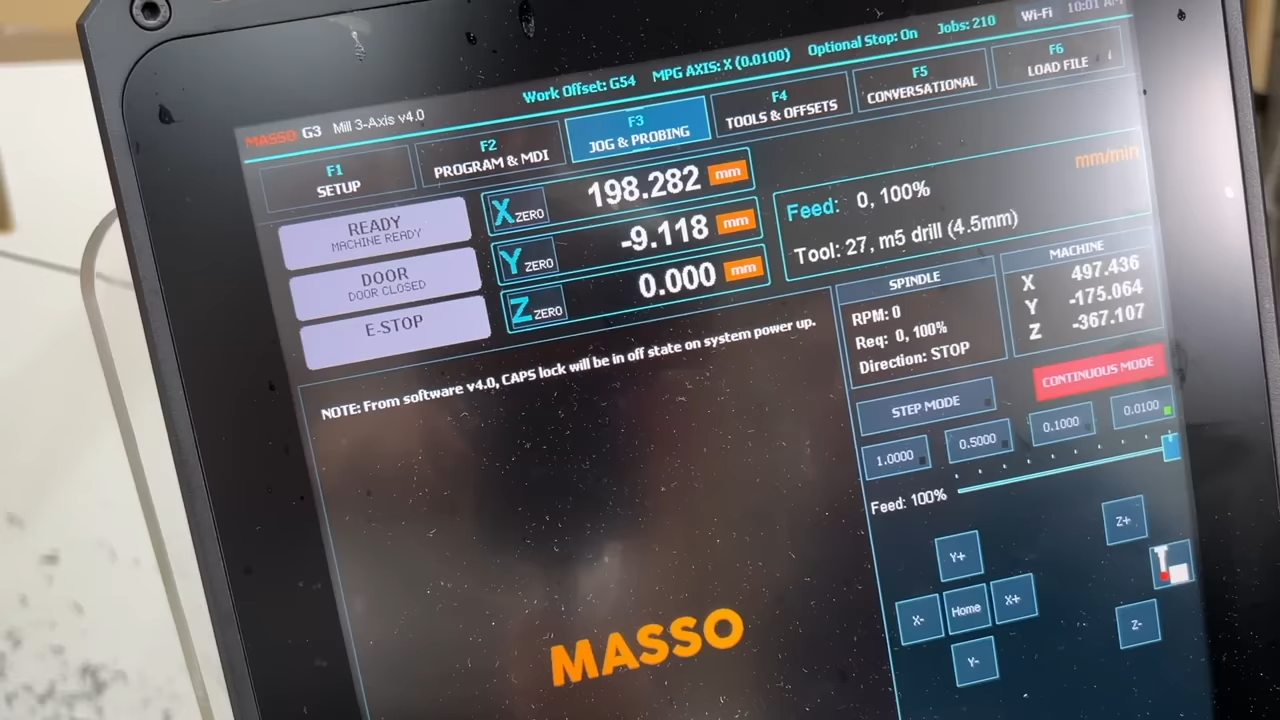 Work Offset: G54 MPG AXIS: X (0.0100) Optional Stop: On Jobs: 210 Wi-Fi 10:01 AM
MASSO G3 Mill 3-Axis v4.0
F1 SETUP
F2 PROGRAM & MDI
F3 JOG & PROBING
F4 TOOLS & OFFSETS
F5 CONVERSATIONAL
F6 LOAD FILE
READY
MACHINE READY
DOOR
DOOR CLOSED
E-STOP
X ZERO 198.282 mm
Y ZERO -9.118 mm
Z ZERO 0.000 mm
mm/min
Feed: 0, 100%
Tool: 27, m5 drill (4.5mm)
SPINDLE
RPM: 0
Req: 0, 100%
Direction: STOP
MACHINE
X 497.436
Y -175.064
Z -367.107
NOTE: From software v4.0, CAPS lock will be in off state on system power up.
STEP MODE CONTINUOUS MODE
1.0000 0.5000 0.1000 0.0100
Feed: 100%
Y+ Z+
X- Home X+
Y- Z-
MASSO